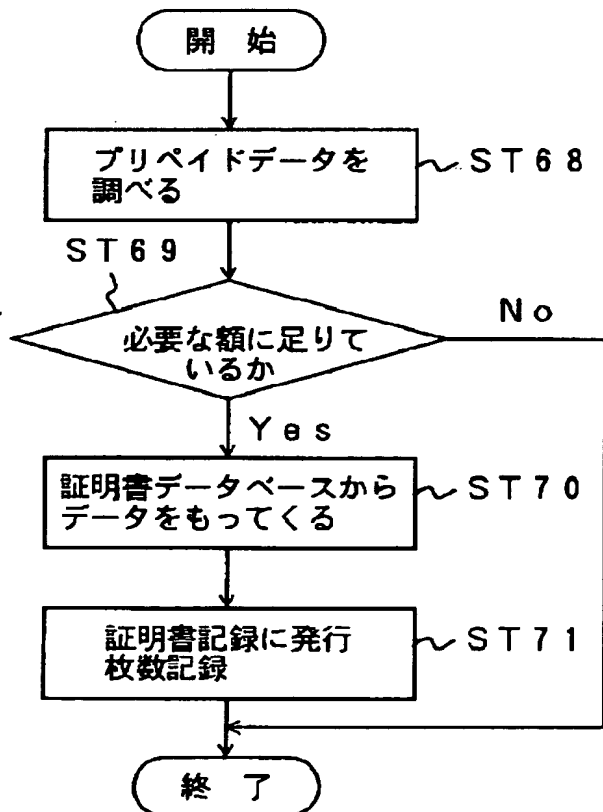 開 始
プリペイドデータを
調べる
ST68
ST69
必要な額に足りて
いるか
No
Yes
証明書データベースから
データをもってくる
ST70
証明書記録に発行
枚数記録
ST71
終 了